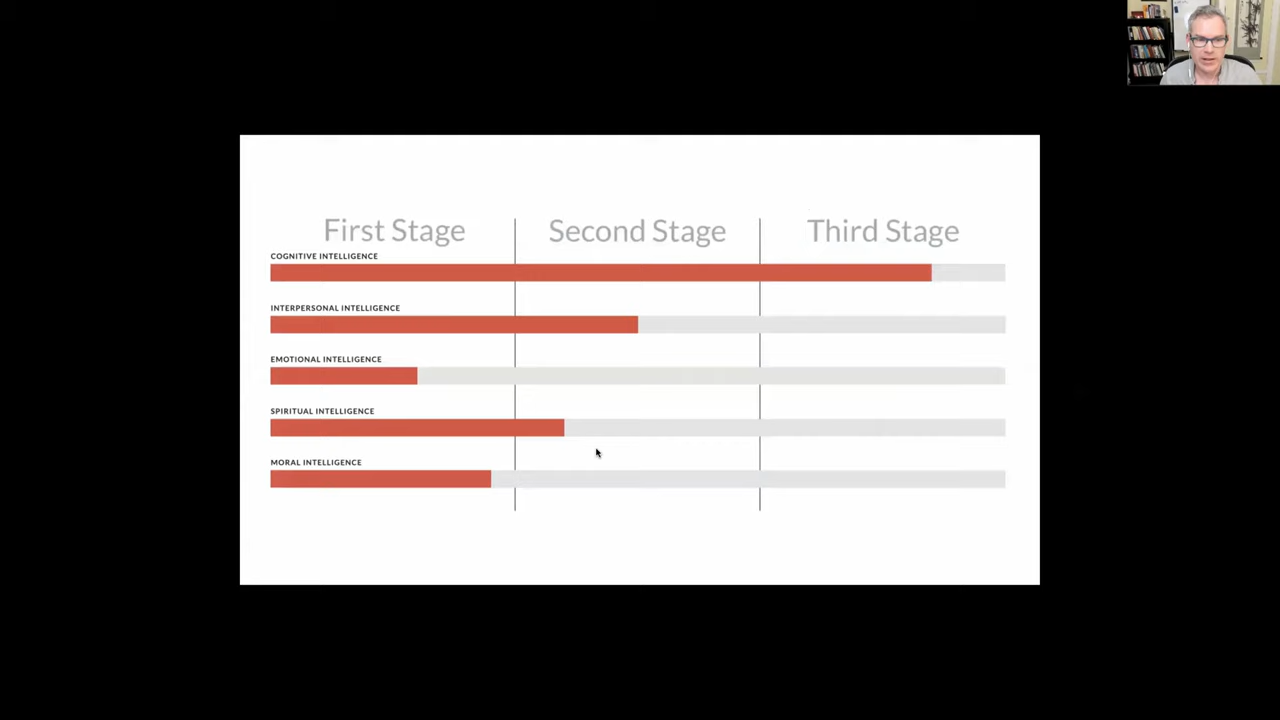 First Stage
Second Stage
Third Stage
COGNITIVE INTELLIGENCE
INTERPERSONAL INTELLIGENCE
EMOTIONAL INTELLIGENCE
SPIRITUAL INTELLIGENCE
MORAL INTELLIGENCE